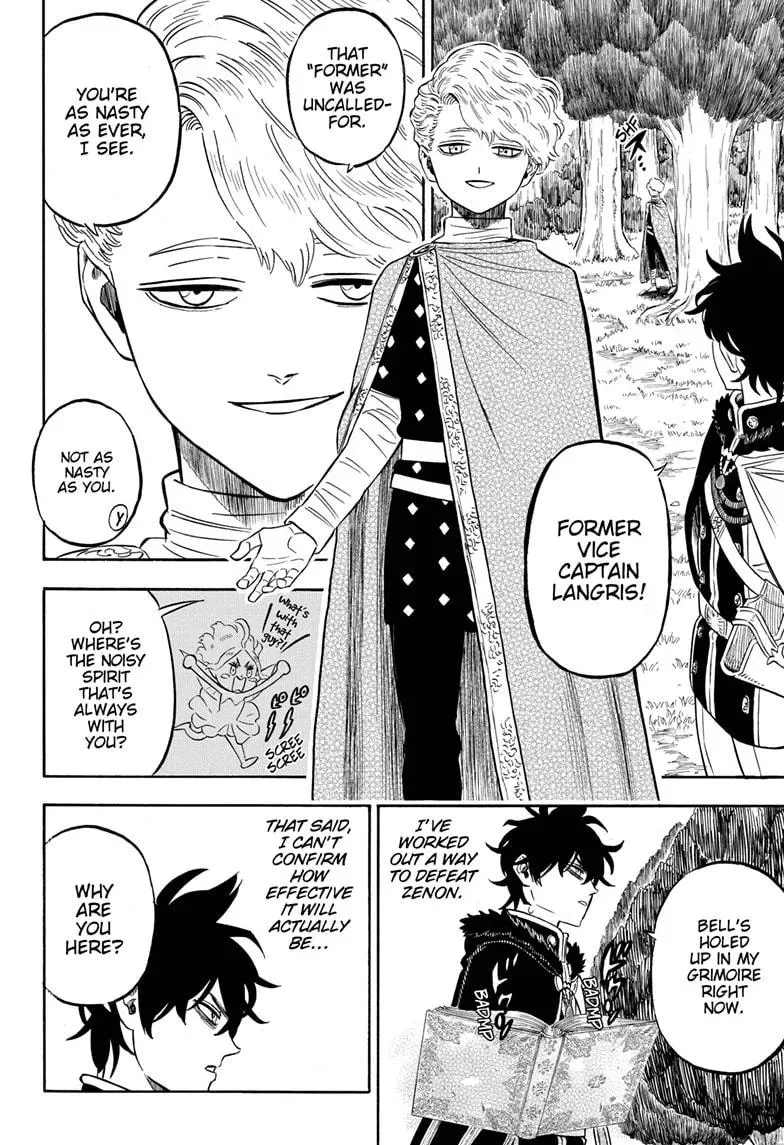 SHF
FORMER
VICE
CAPTAIN
LANGRIS!
THAT
"FORMER"
WAS
UNCALLED-
FOR.
YOU'RE
AS NASTY
AS EVER,
I SEE.
NOT AS
NASTY
AS YOU.
Y
OH?
WHERE'S
THE NOISY
SPIRIT
THAT'S
ALWAYS
WITH
YOU?
What's
with
that
guy?!
SCREE
SCREE
BELL'S
HOLED
UP IN MY
GRIMOIRE
RIGHT
NOW.
BADMP
BADMP
I'VE
WORKED
OUT A WAY
TO DEFEAT
ZENON.
THAT SAID,
I CAN'T
CONFIRM
HOW
EFFECTIVE
IT WILL
ACTUALLY
BE...
WHY
ARE
YOU
HERE?